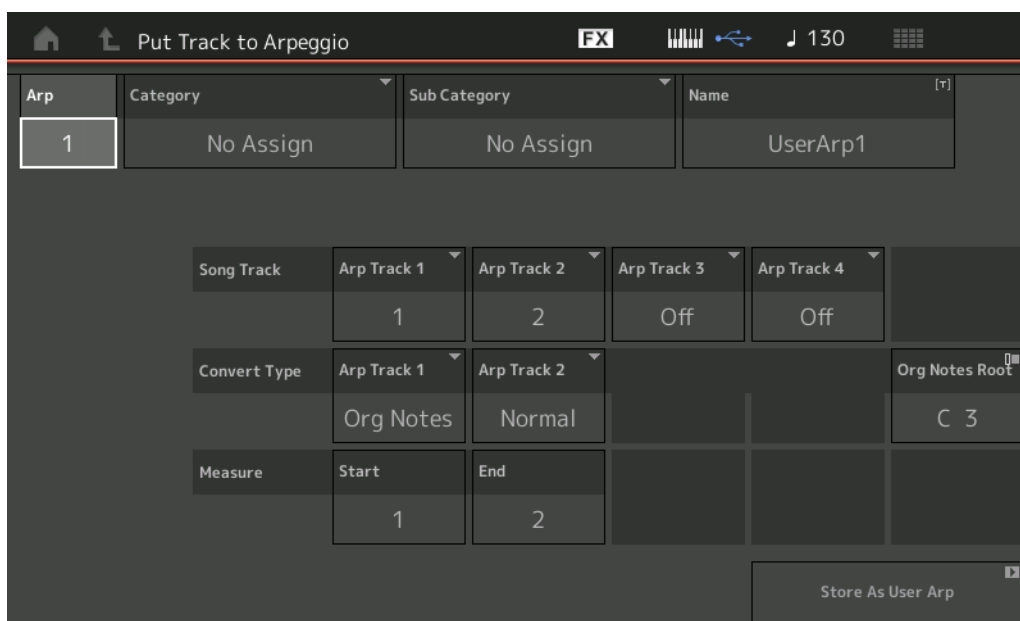 Put Track to Arpeggio FX ♩ 130
Arp Category Sub Category Name [T]
1 No Assign No Assign UserArp1
Song Track Arp Track 1 Arp Track 2 Arp Track 3 Arp Track 4
1 2 Off Off
Convert Type Arp Track 1 Arp Track 2 Org Notes Root
Org Notes Normal C 3
Measure Start End
1 2
Store As User Arp